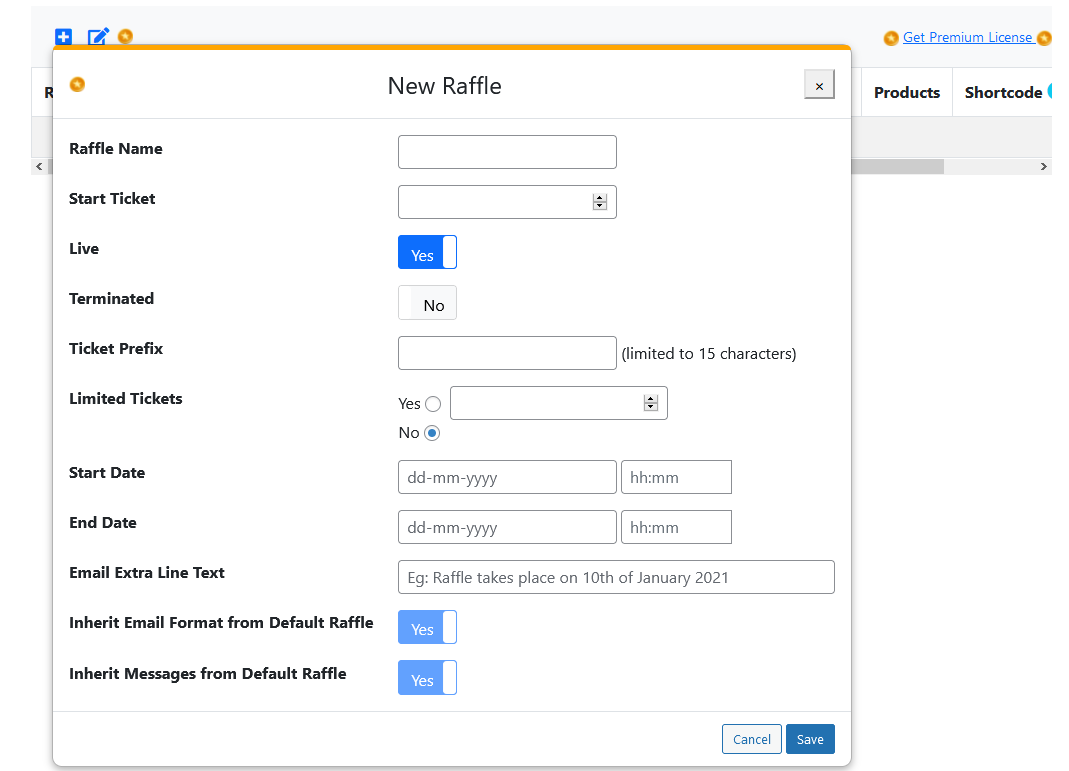 Get Premium License
New Raffle
×
R
Products
Shortcode
Raffle Name
Start Ticket
Live
Yes
Terminated
No
Ticket Prefix
(limited to 15 characters)
Limited Tickets
Yes
No
Start Date
dd-mm-yyyy
hh:mm
End Date
dd-mm-yyyy
hh:mm
Email Extra Line Text
Eg: Raffle takes place on 10th of January 2021
Inherit Email Format from Default Raffle
Yes
Inherit Messages from Default Raffle
Yes
Cancel
Save